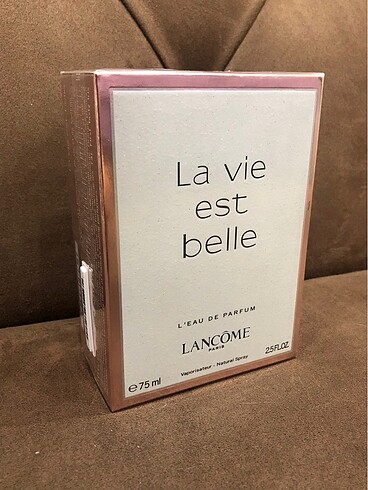 La vie
est
belle
L'EAU DE PARFUM
LANCÔME
PARIS
Vaporisateur - Natural Spray
℮ 75 ml
2.5 FL.OZ.